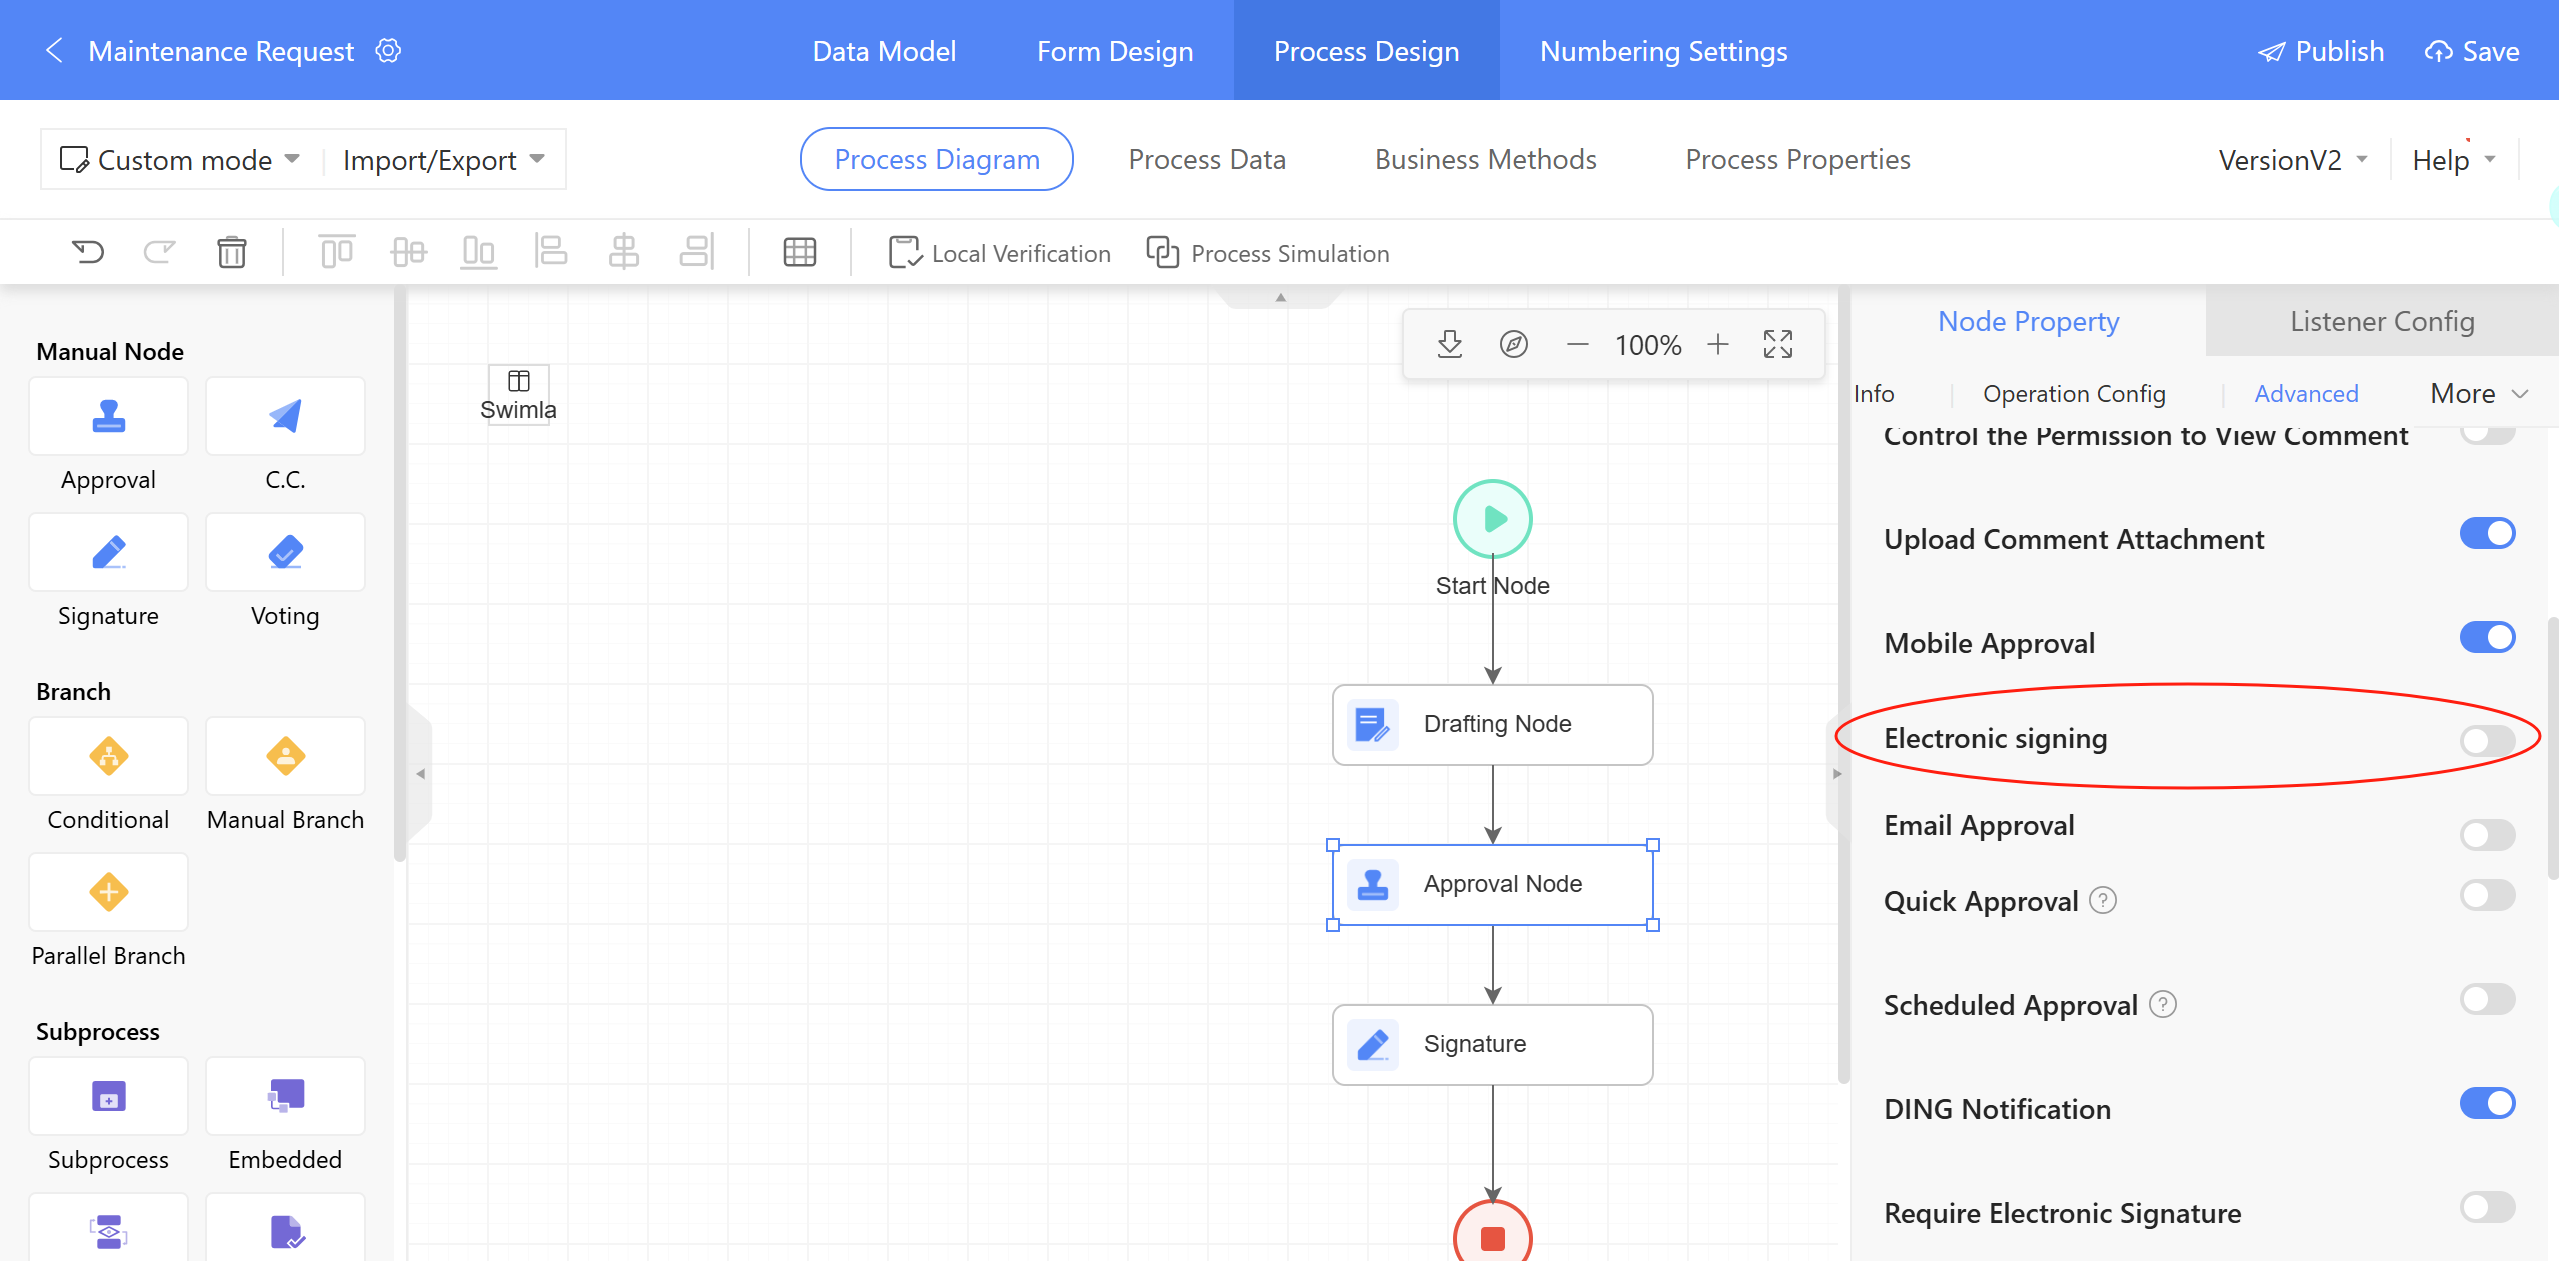 Maintenance Request
Data Model
Form Design
Process Design
Numbering Settings
Publish
Save
Custom mode
Import/Export
Process Diagram
Process Data
Business Methods
Process Properties
VersionV2
Help
Local Verification
Process Simulation
Manual Node
Approval
C.C.
Signature
Voting
Branch
Conditional
Manual Branch
Parallel Branch
Subprocess
Subprocess
Embedded
Swimla
100%
Start Node
Drafting Node
Approval Node
Signature
Node Property
Listener Config
Info
Operation Config
Advanced
More
Control the Permission to View Comment
Upload Comment Attachment
Mobile Approval
Electronic signing
Email Approval
Quick Approval ?
Scheduled Approval ?
DING Notification
Require Electronic Signature